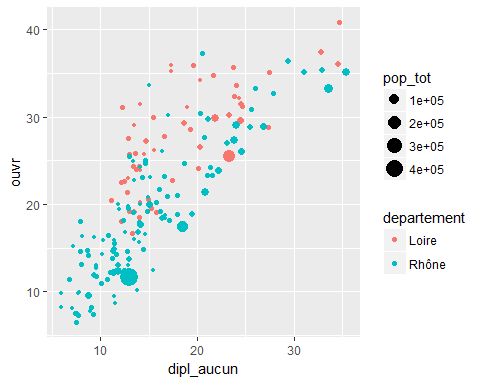 40
30
20
10
ouvr
10
20
30
dipl_aucun
pop_tot
1e+05
2e+05
3e+05
4e+05
departement
Loire
Rhône